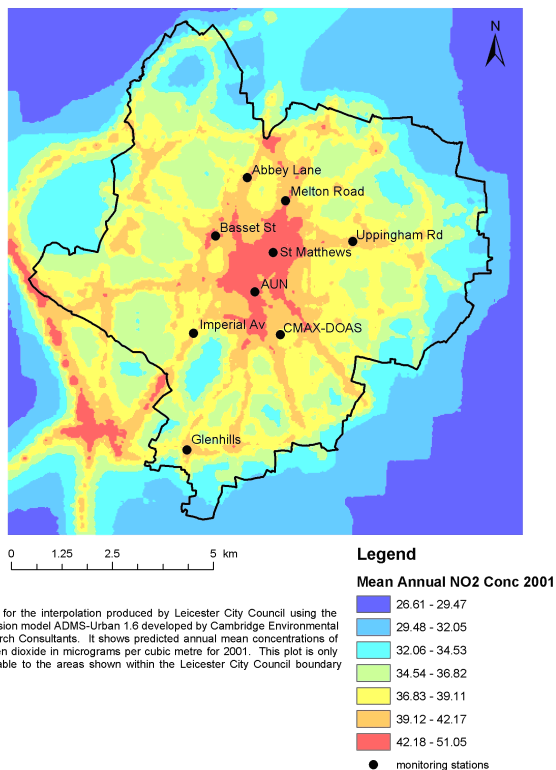 N
Abbey Lane
Melton Road
Basset St
Uppingham Rd
St Matthews
AUN
Imperial Av
CMAX-DOAS
Glenhills
0 1.25 2.5 5 km
Legend
Mean Annual NO2 Conc 2001
26.61 - 29.47
29.48 - 32.05
32.06 - 34.53
34.54 - 36.82
36.83 - 39.11
39.12 - 42.17
42.18 - 51.05
monitoring stations
for the interpolation produced by Leicester City Council using the
sion model ADMS-Urban 1.6 developed by Cambridge Environmental
rch Consultants. It shows predicted annual mean concentrations of
en dioxide in micrograms per cubic metre for 2001. This plot is only
able to the areas shown within the Leicester City Council boundary